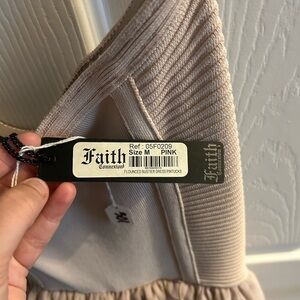 Faith
Connexion
Ref : 05F0209
Size M PINK
FLOUNCED BUSTIER DRESS PINTUCKS
Faith